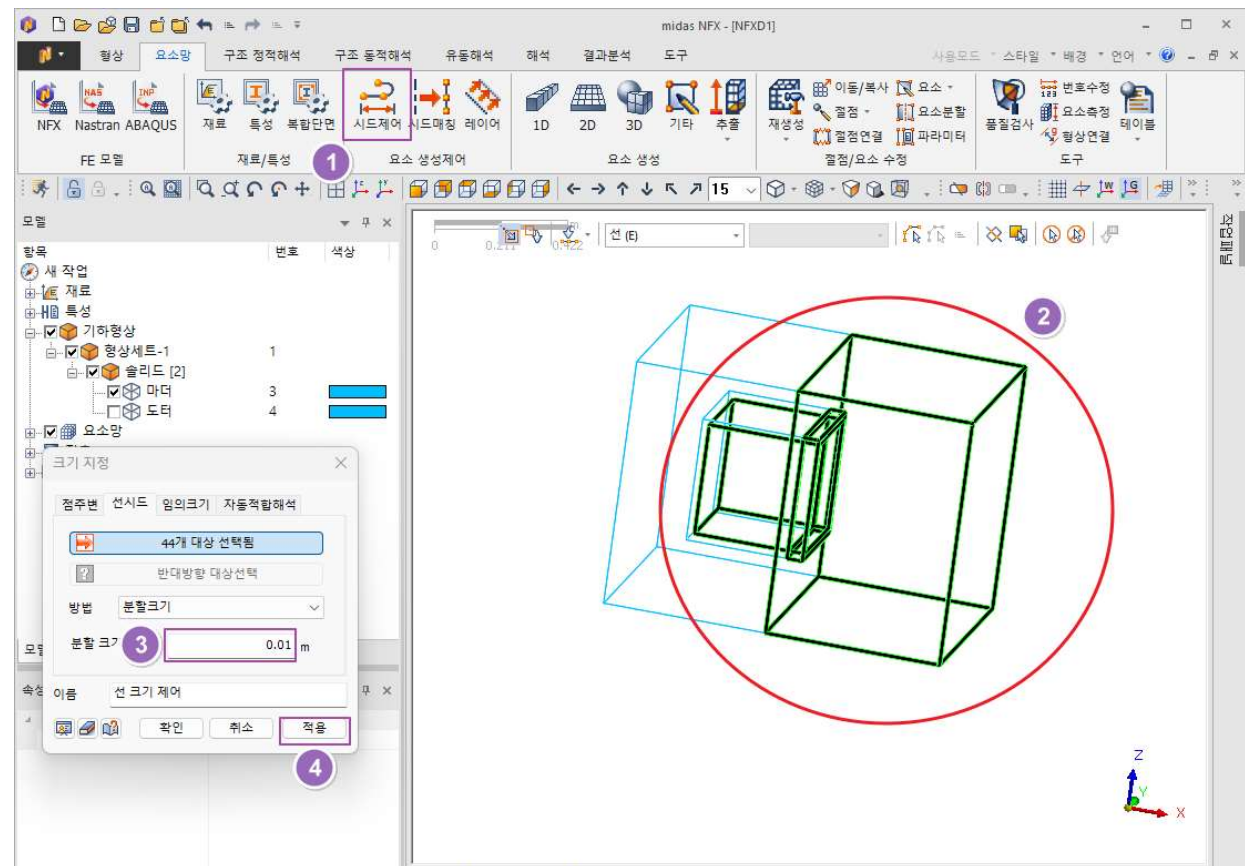 midas NFX - [NFXD1]
형상 요소망 구조 정적해석 구조 동적해석 유동해석 해석 결과분석 도구 사용모드 스타일 배경 언어
NAS INP
NFX Nastran ABAQUS 재료 특성 복합단면 시드제어 시드매칭 레이어 1D 2D 3D 기타 추출 재생성 이동/복사 요소 품질검사 번호수정 테이블
절점 요소분할 요소측정
절점연결 파라미터 형상연결
FE 모델 재료/특성 1 요소 생성제어 요소 생성 절점/요소 수정 도구
15
모델
항목 번호 색상
새 작업
재료
특성
기하형상
형상세트-1 1
솔리드 [2]
마더 3
도터 4
요소망
0 0.211 0.422 선 (E)
2
크기 지정
점주변 선시드 임의크기 자동적합해석
44개 대상 선택됨
반대방향 대상선택
방법 분할크기
분할 크기 3 0.01 m
이름 선 크기 제어
확인 취소 적용
4
Z
Y
X